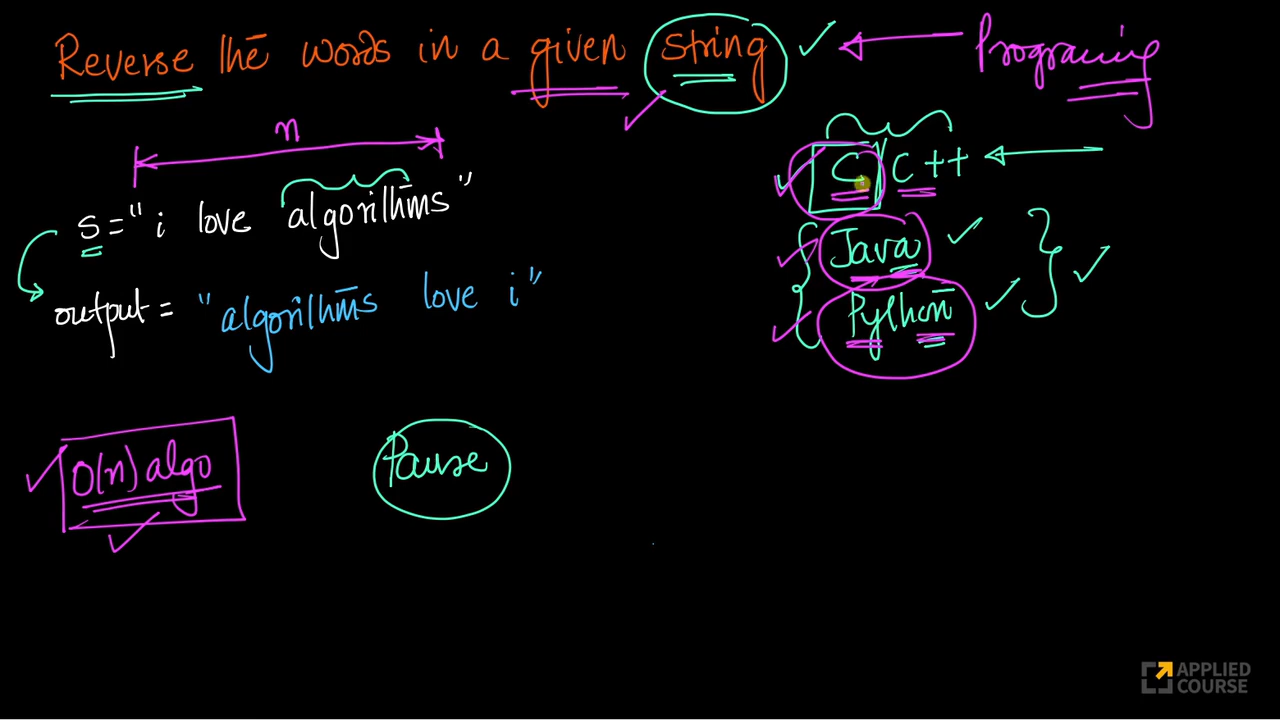 Reverse the words in a given string
Programing
n
C C++
S = "i love algorithms"
Java
output = "algorithms love i"
Python
O(n) algo
Pause
APPLIED
COURSE